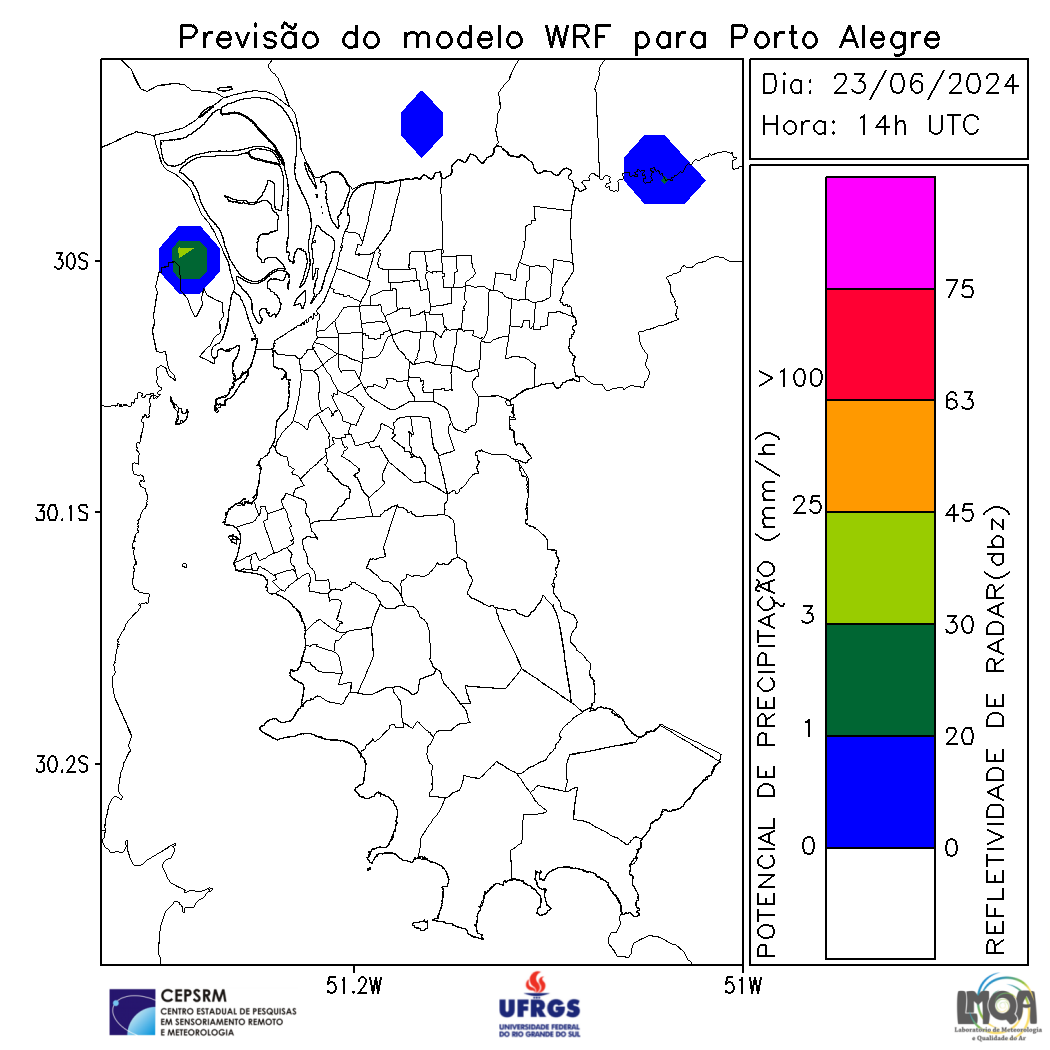 Previsão do modelo WRF para Porto Alegre
Dia: 23/06/2024
Hora: 14h UTC
30S
30.1S
30.2S
51.2W
51W
POTENCIAL DE PRECIPITAÇÃO (mm/h)
>100
25
3
1
0
75
63
45
30
20
0
REFLETIVIDADE DE RADAR(dbz)
CEPSRM
CENTRO ESTADUAL DE PESQUISAS
EM SENSORIAMENTO REMOTO
E METEOROLOGIA
UFRGS
UNIVERSIDADE FEDERAL
DO RIO GRANDE DO SUL
LMQA
Laboratório de Meteorologia
e Qualidade do Ar